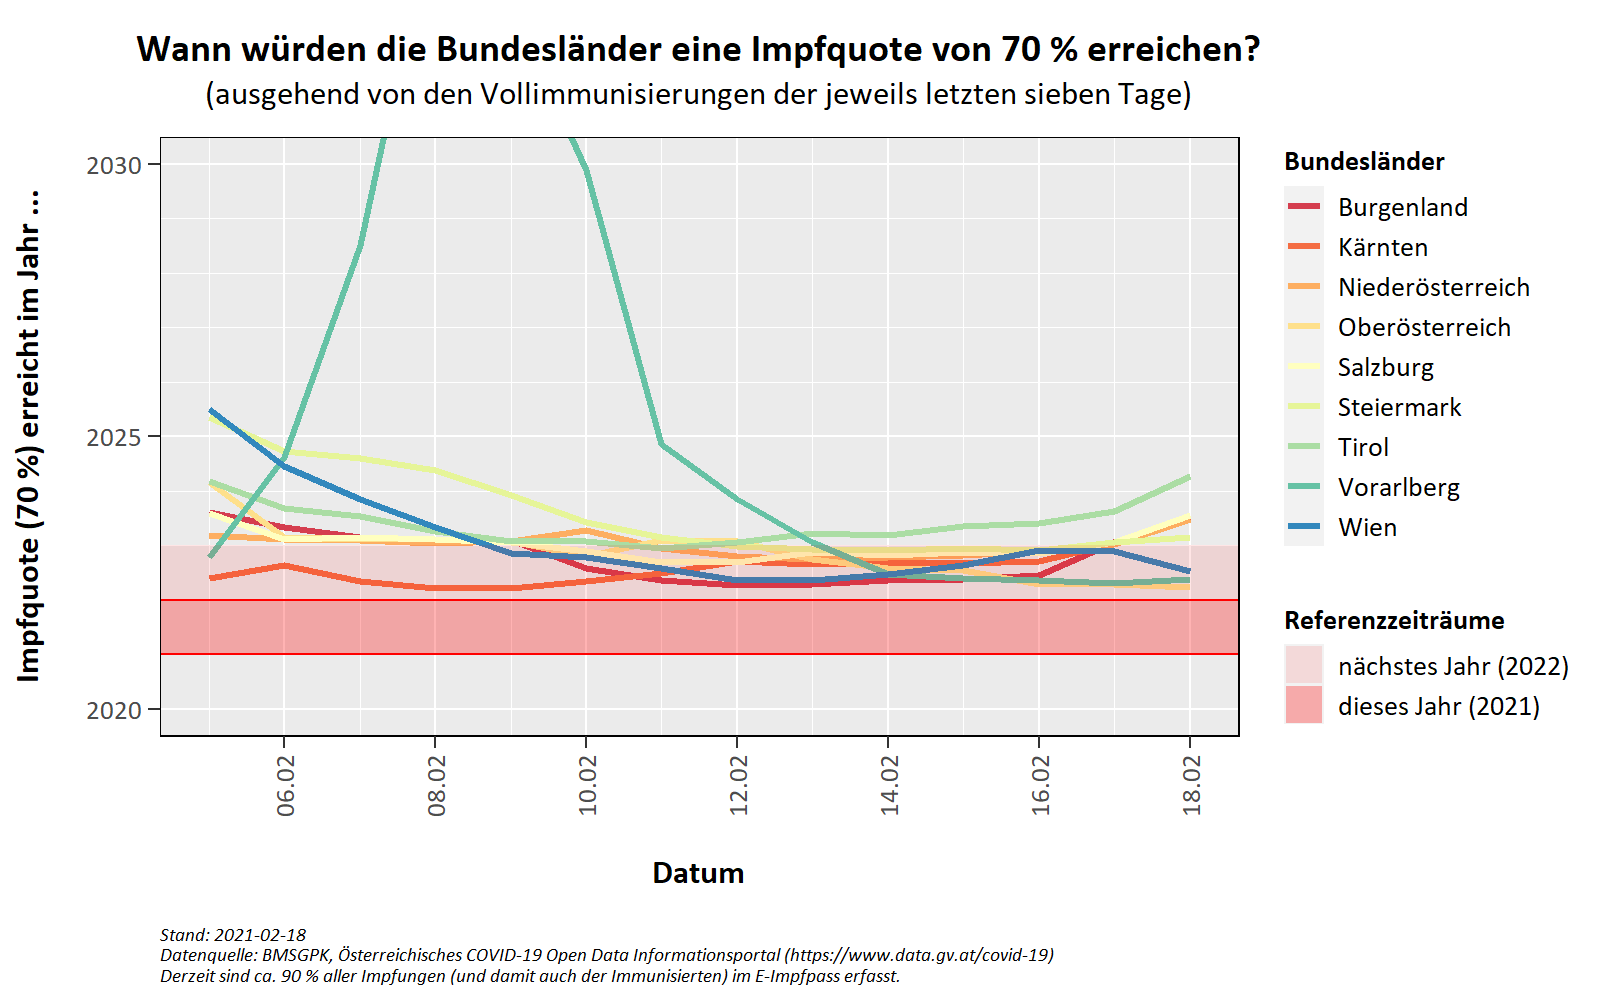 Wann würden die Bundesländer eine Impfquote von 70 % erreichen?
(ausgehend von den Vollimmunisierungen der jeweils letzten sieben Tage)
Impfquote (70 %) erreicht im Jahr ...
2030
2025
2020
06.02
08.02
10.02
12.02
14.02
16.02
18.02
Datum
Bundesländer
Burgenland
Kärnten
Niederösterreich
Oberösterreich
Salzburg
Steiermark
Tirol
Vorarlberg
Wien
Referenzzeiträume
nächstes Jahr (2022)
dieses Jahr (2021)
Stand: 2021-02-18
Datenquelle: BMSGPK, Österreichisches COVID-19 Open Data Informationsportal (https://www.data.gv.at/covid-19)
Derzeit sind ca. 90 % aller Impfungen (und damit auch der Immunisierten) im E-Impfpass erfasst.